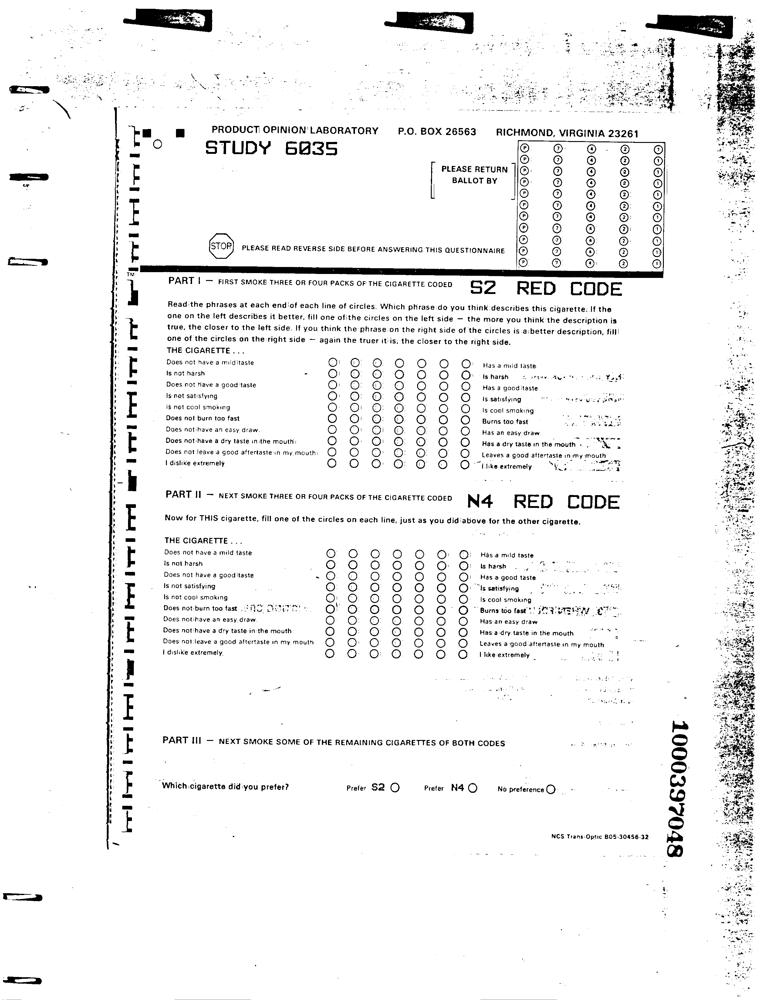 PRODUCT OPINION LABORATORY P.O. BOX 26563 RICHMOND, VIRGINIA 23261
STUDY 6035
PLEASE RETURN
BALLOT BY
STOP PLEASE READ REVERSE SIDE BEFORE ANSWERING THIS QUESTIONNAIRE
PART I — FIRST SMOKE THREE OR FOUR PACKS OF THE CIGARETTE CODED S2 RED CODE
Read the phrases at each end of each line of circles. Which phrase do you think describes this cigarette. If the
one on the left describes it better, fill one of the circles on the left side — the more you think the description is
true, the closer to the left side. If you think the phrase on the right side of the circles is a better description, fill
one of the circles on the right side — again the truer it is, the closer to the right side.
THE CIGARETTE . . .
Does not have a mild taste Has a mild taste
Is not harsh Is harsh
Does not have a good taste Has a good taste
Is not satisfying Is satisfying
Is not cool smoking Is cool smoking
Does not burn too fast Burns too fast
Does not have an easy draw Has an easy draw
Does not have a dry taste in the mouth Has a dry taste in the mouth
Does not leave a good aftertaste in my mouth Leaves a good aftertaste in my mouth
I dislike extremely I like extremely
PART II — NEXT SMOKE THREE OR FOUR PACKS OF THE CIGARETTE CODED N4 RED CODE
Now for THIS cigarette, fill one of the circles on each line, just as you did above for the other cigarette.
THE CIGARETTE . . .
Does not have a mild taste Has a mild taste
Is not harsh Is harsh
Does not have a good taste Has a good taste
Is not satisfying Is satisfying
Is not cool smoking Is cool smoking
Does not burn too fast Burns too fast
Does not have an easy draw Has an easy draw
Does not have a dry taste in the mouth Has a dry taste in the mouth
Does not leave a good aftertaste in my mouth Leaves a good aftertaste in my mouth
I dislike extremely I like extremely
PART III — NEXT SMOKE SOME OF THE REMAINING CIGARETTES OF BOTH CODES
Which cigarette did you prefer? Prefer S2 Prefer N4 No preference
NCS Trans-Optic B05-30456-32
1000397048